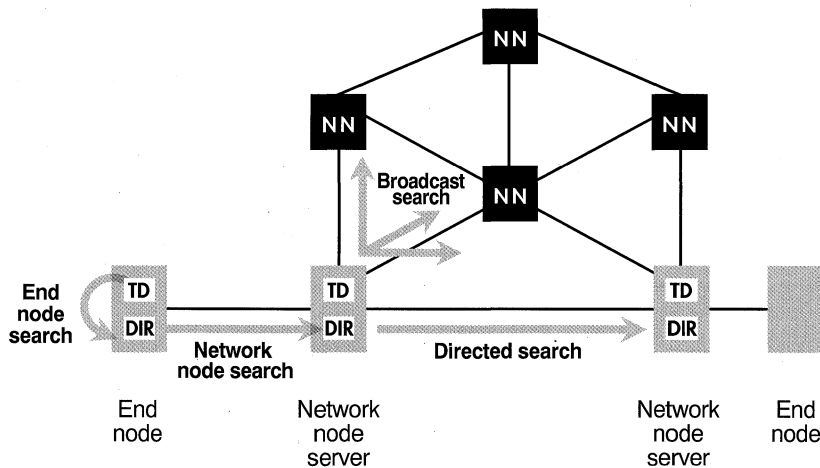 NN
NN
NN
NN
Broadcast
search
End
node
search
TD
DIR
TD
DIR
TD
DIR
Network
node search
Directed search
End
node
Network
node
server
Network
node
server
End
node